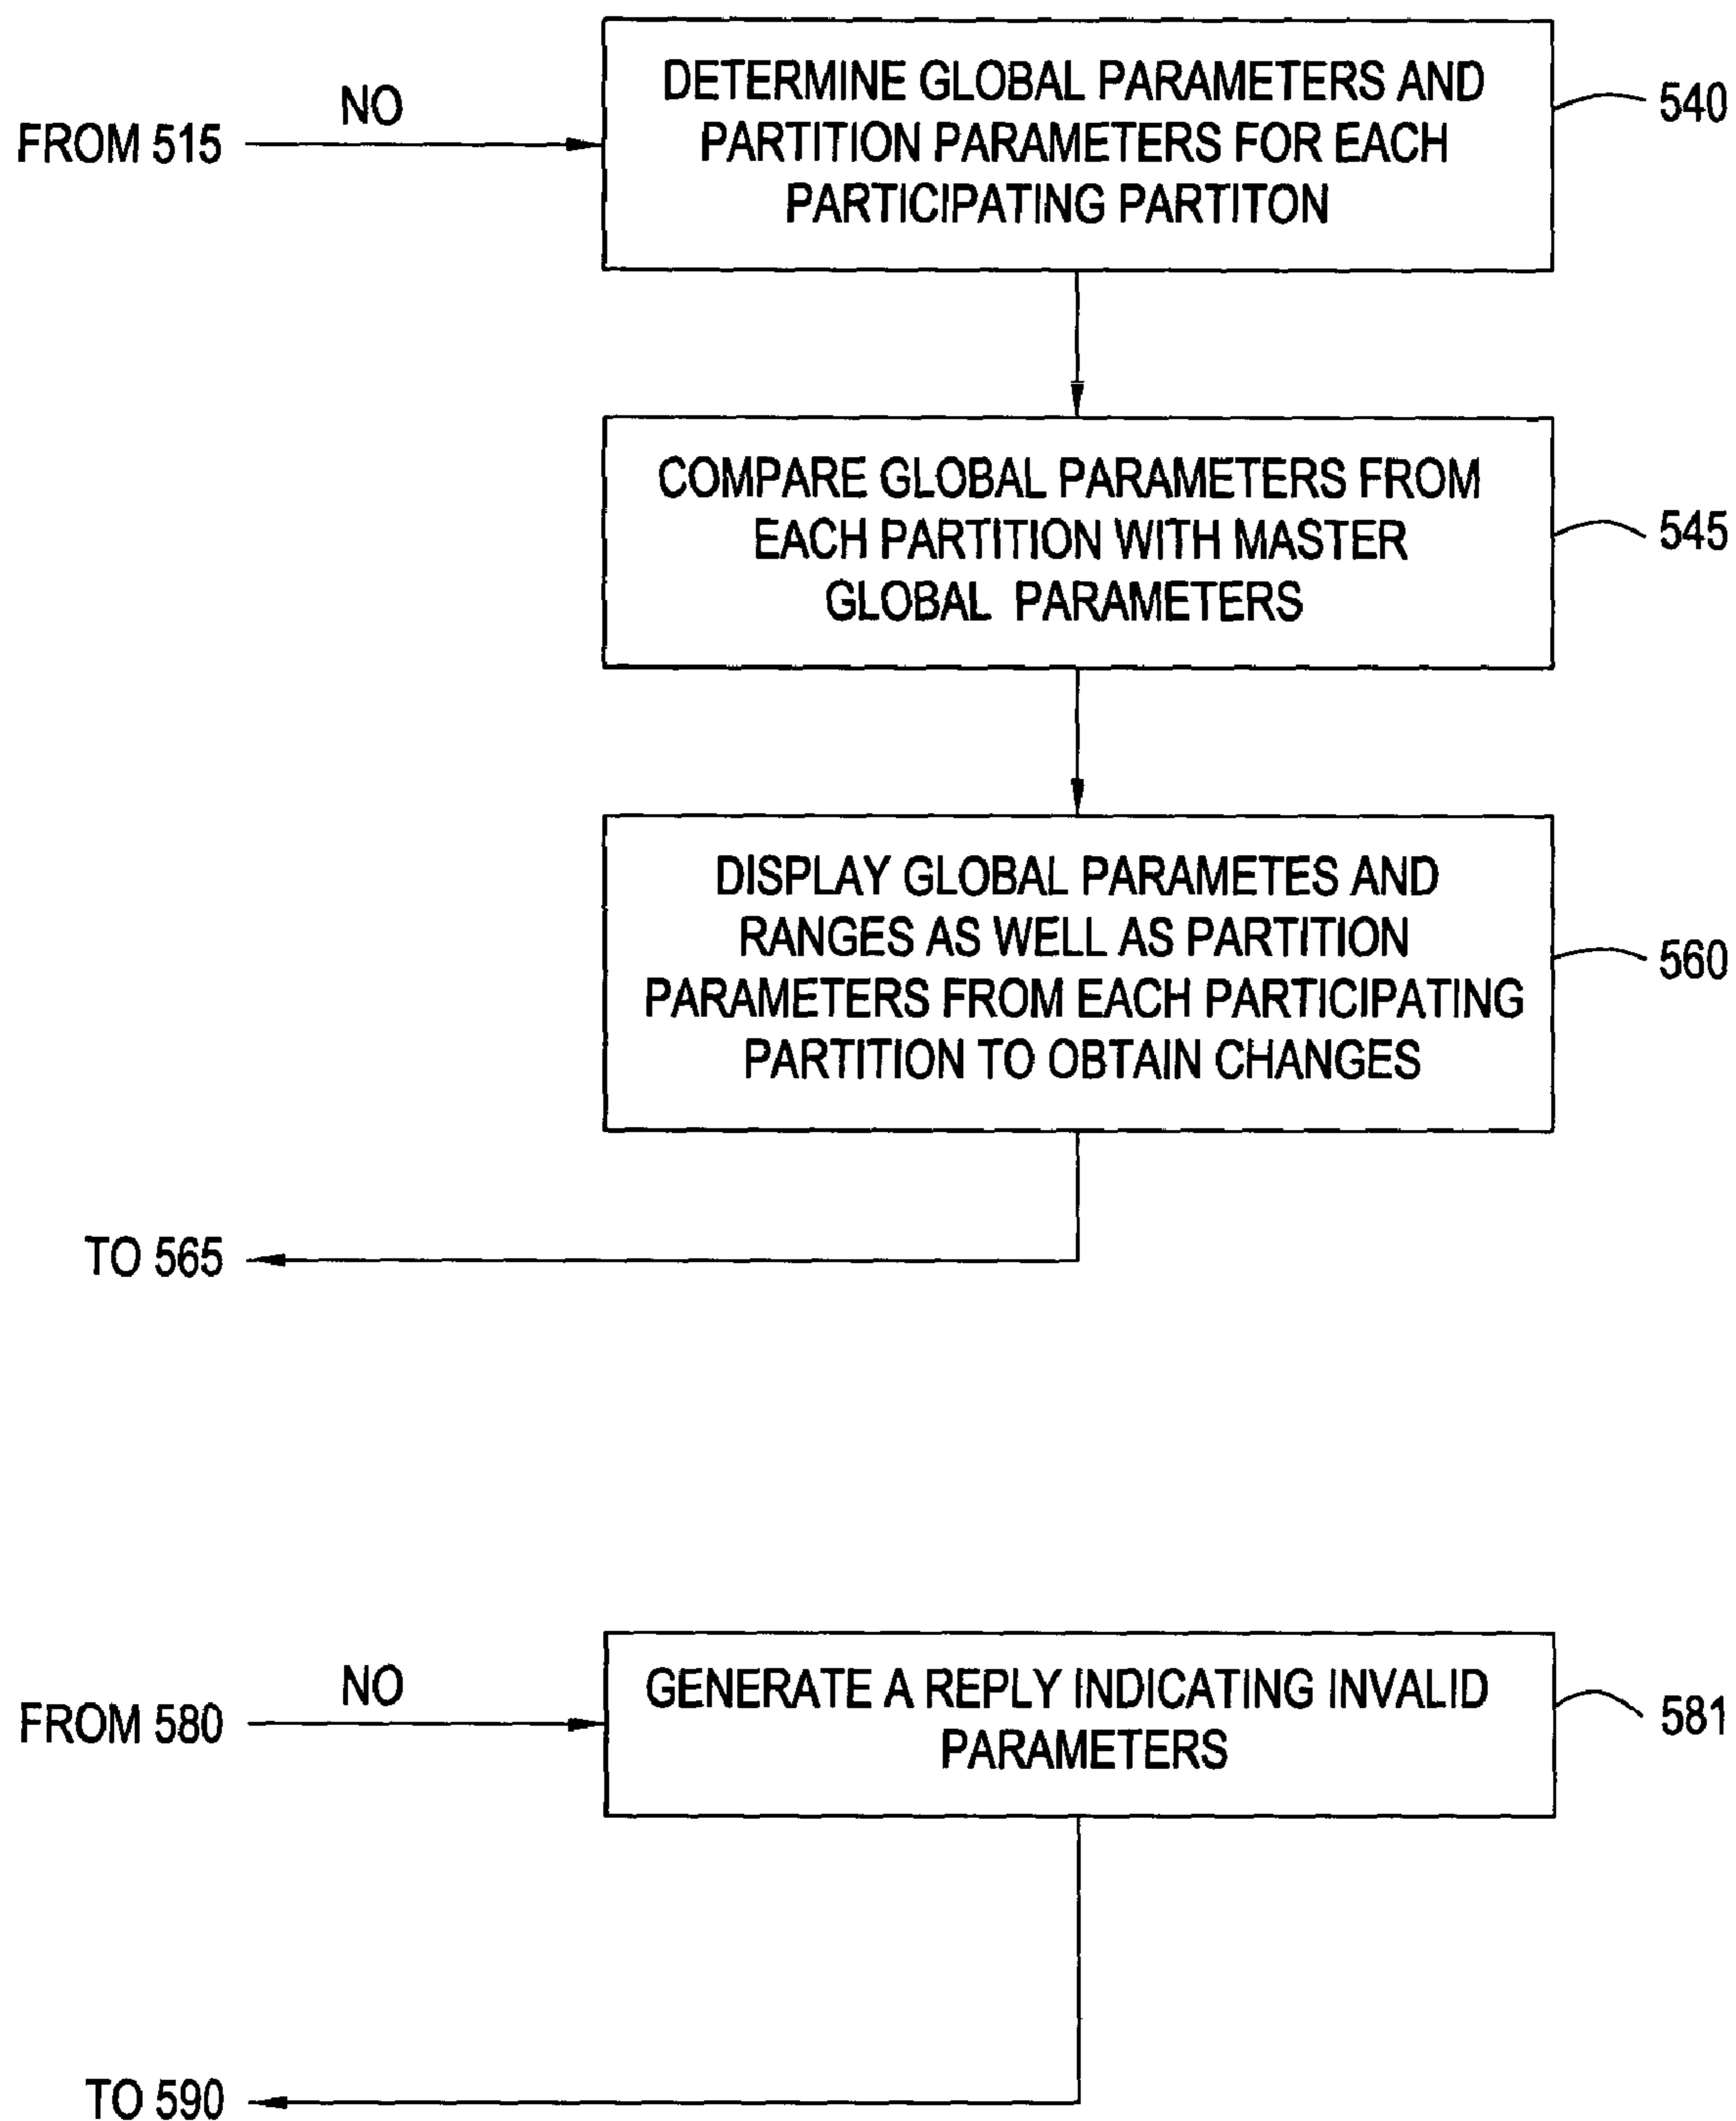 DETERMINE GLOBAL PARAMETERS AND
PARTITION PARAMETERS FOR EACH
PARTICIPATING PARTITON
540
NO
FROM 515
COMPARE GLOBAL PARAMETERS FROM
EACH PARTITION WITH MASTER
GLOBAL PARAMETERS
545
DISPLAY GLOBAL PARAMETES AND
RANGES AS WELL AS PARTITION
PARAMETERS FROM EACH PARTICIPATING
PARTITION TO OBTAIN CHANGES
560
TO 565
NO
FROM 580
GENERATE A REPLY INDICATING INVALID
PARAMETERS
581
TO 590